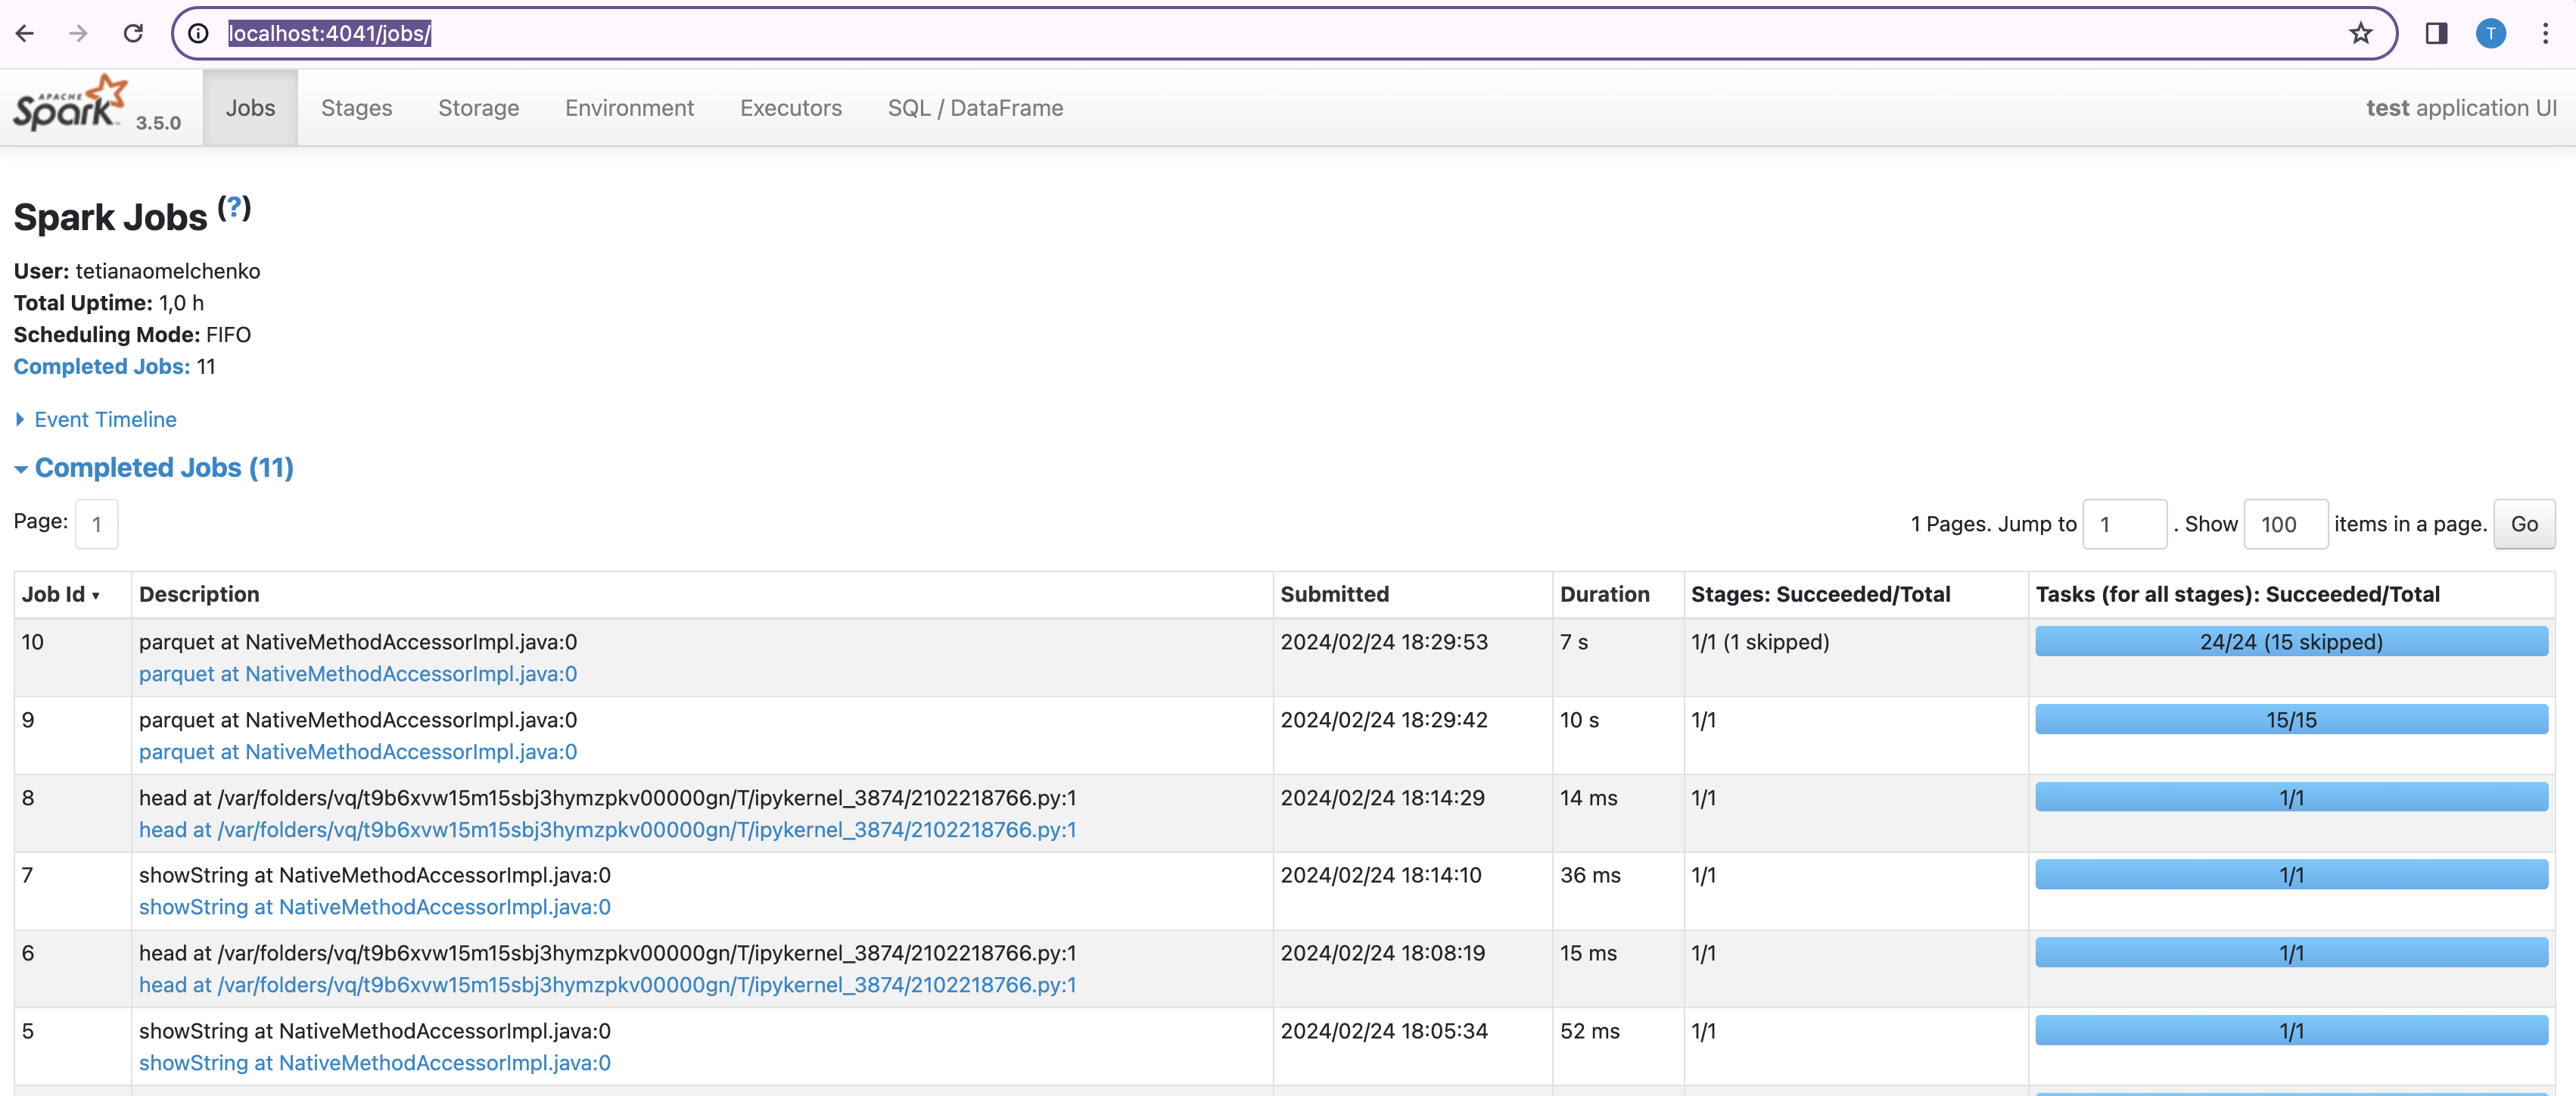 localhost:4041/jobs/
T
APACHE Spark 3.5.0 Jobs Stages Storage Environment Executors SQL / DataFrame test application UI
Spark Jobs (?)
User: tetianaomelchenko
Total Uptime: 1,0 h
Scheduling Mode: FIFO
Completed Jobs: 11
Event Timeline
Completed Jobs (11)
Page: 1 1 Pages. Jump to 1 . Show 100 items in a page. Go
Job Id Description Submitted Duration Stages: Succeeded/Total Tasks (for all stages): Succeeded/Total
10 parquet at NativeMethodAccessorImpl.java:0 2024/02/24 18:29:53 7 s 1/1 (1 skipped) 24/24 (15 skipped)
parquet at NativeMethodAccessorImpl.java:0
9 parquet at NativeMethodAccessorImpl.java:0 2024/02/24 18:29:42 10 s 1/1 15/15
parquet at NativeMethodAccessorImpl.java:0
8 head at /var/folders/vq/t9b6xvw15m15sbj3hymzpkv00000gn/T/ipykernel_3874/2102218766.py:1 2024/02/24 18:14:29 14 ms 1/1 1/1
head at /var/folders/vq/t9b6xvw15m15sbj3hymzpkv00000gn/T/ipykernel_3874/2102218766.py:1
7 showString at NativeMethodAccessorImpl.java:0 2024/02/24 18:14:10 36 ms 1/1 1/1
showString at NativeMethodAccessorImpl.java:0
6 head at /var/folders/vq/t9b6xvw15m15sbj3hymzpkv00000gn/T/ipykernel_3874/2102218766.py:1 2024/02/24 18:08:19 15 ms 1/1 1/1
head at /var/folders/vq/t9b6xvw15m15sbj3hymzpkv00000gn/T/ipykernel_3874/2102218766.py:1
5 showString at NativeMethodAccessorImpl.java:0 2024/02/24 18:05:34 52 ms 1/1 1/1
showString at NativeMethodAccessorImpl.java:0